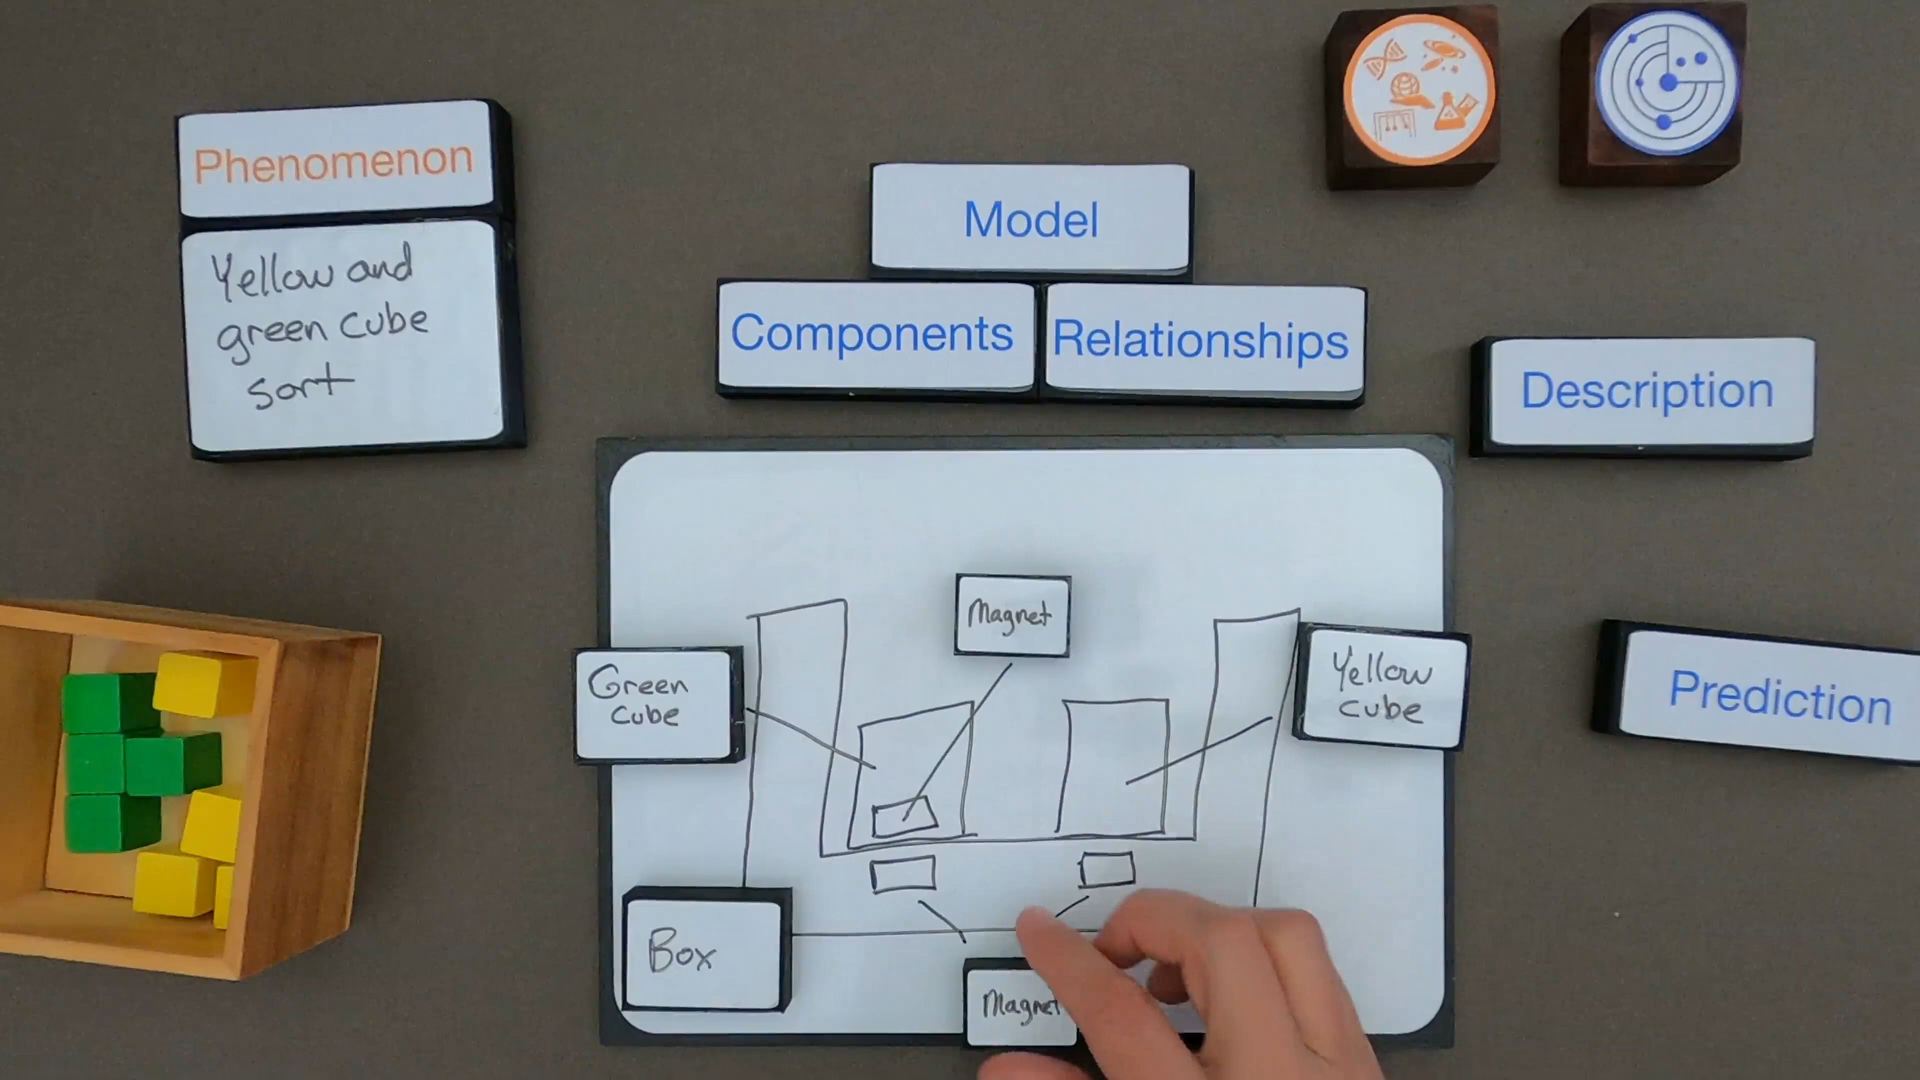 Phenomenon
Yellow and
green cube
sort
Model
Components
Relationships
Description
Prediction
Magnet
Green
cube
Yellow
cube
Box
Magnet